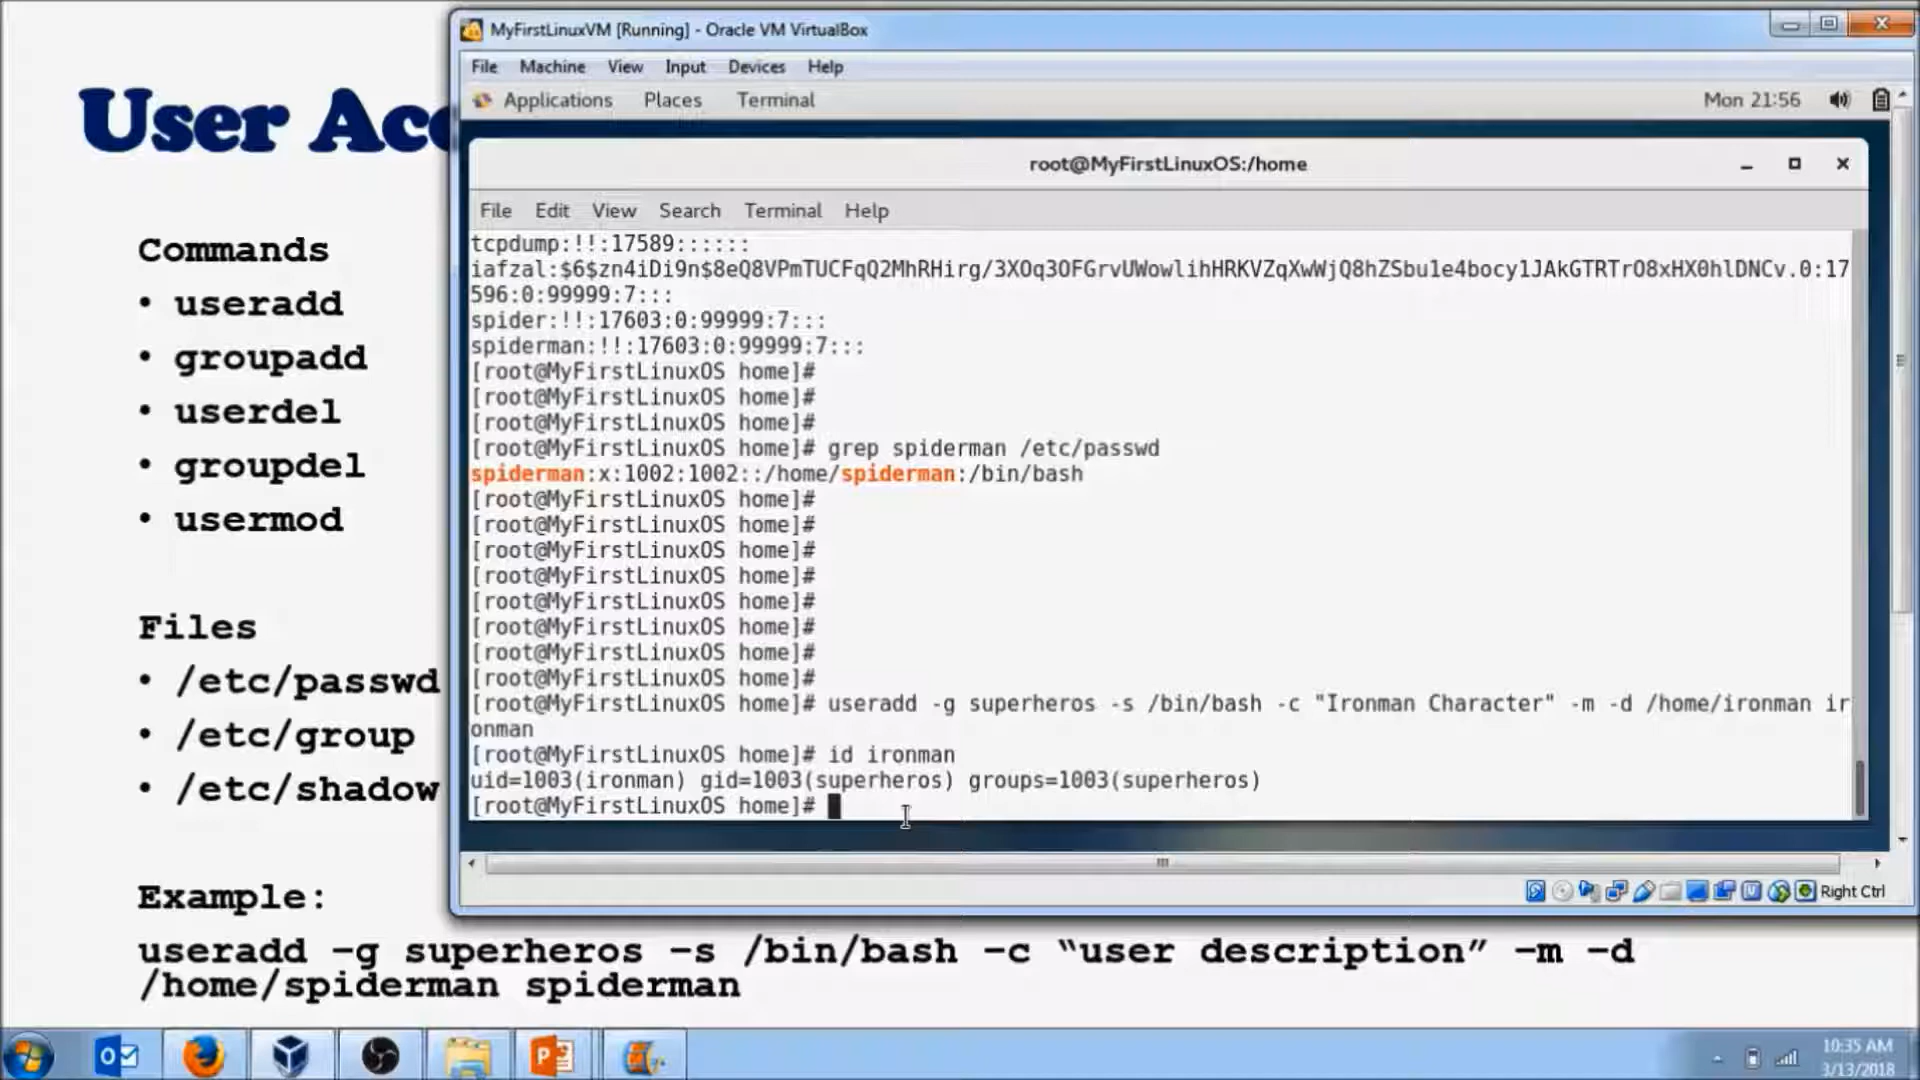 User Acc
Commands
• useradd
• groupadd
• userdel
• groupdel
• usermod
Files
• /etc/passwd
• /etc/group
• /etc/shadow
Example:
useradd –g superheros –s /bin/bash –c “user description” –m –d
/home/spiderman spiderman
MyFirstLinuxVM [Running] - Oracle VM VirtualBox
File Machine View Input Devices Help
Applications Places Terminal Mon 21:56
root@MyFirstLinuxOS:/home
File Edit View Search Terminal Help
tcpdump:!!:17589::::::
iafzal:$6$zn4iDi9n$8eQ8VPmTUCFqQ2MhRHirg/3XOq3OFGrvUWowlihHRKVZqXwWjQ8hZSbu1e4bocy1JAkGTRTrO8xHX0hlDNCv.0:17
596:0:99999:7:::
spider:!!:17603:0:99999:7:::
spiderman:!!:17603:0:99999:7:::
[root@MyFirstLinuxOS home]#
[root@MyFirstLinuxOS home]#
[root@MyFirstLinuxOS home]#
[root@MyFirstLinuxOS home]# grep spiderman /etc/passwd
spiderman:x:1002:1002::/home/spiderman:/bin/bash
[root@MyFirstLinuxOS home]#
[root@MyFirstLinuxOS home]#
[root@MyFirstLinuxOS home]#
[root@MyFirstLinuxOS home]#
[root@MyFirstLinuxOS home]#
[root@MyFirstLinuxOS home]#
[root@MyFirstLinuxOS home]#
[root@MyFirstLinuxOS home]#
[root@MyFirstLinuxOS home]# useradd -g superheros -s /bin/bash -c "Ironman Character" -m -d /home/ironman ir
onman
[root@MyFirstLinuxOS home]# id ironman
uid=1003(ironman) gid=1003(superheros) groups=1003(superheros)
[root@MyFirstLinuxOS home]#
Right Ctrl
10:35 AM
3/13/2018